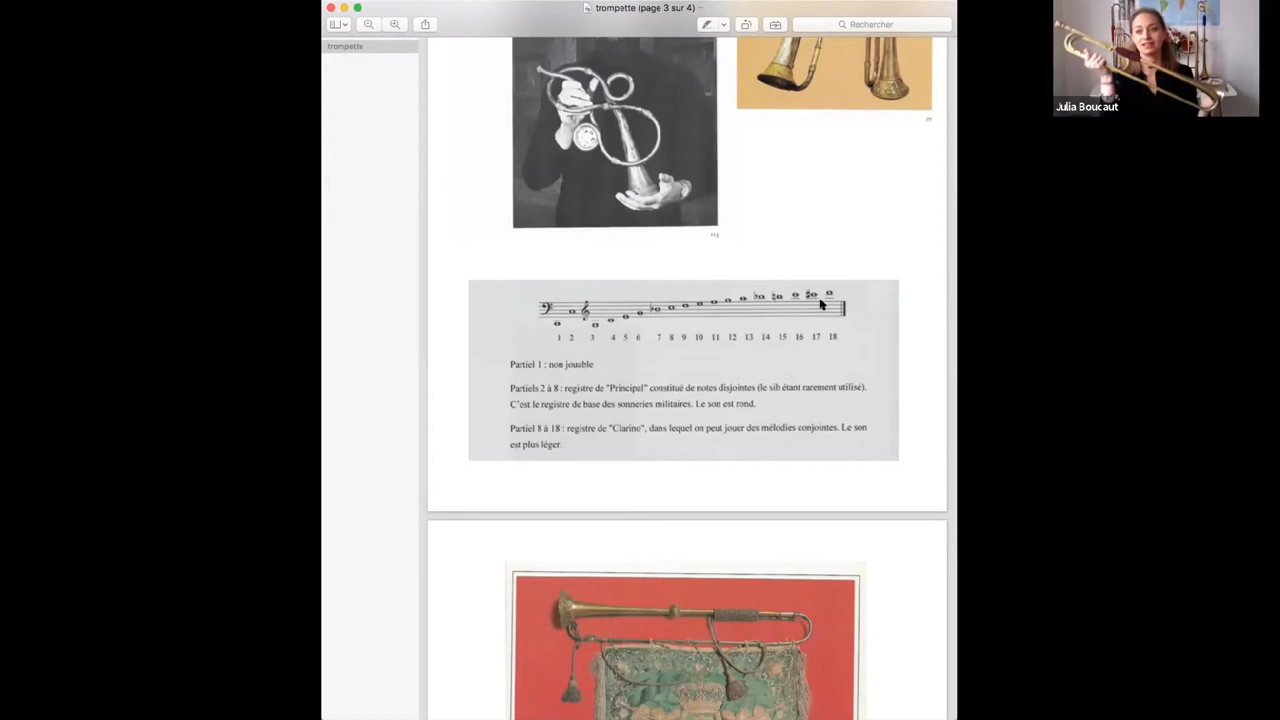 trompette (page 3 sur 4)
Rechercher
trompette
Julia Boucaut
77
113
1 2 3 4 5 6 7 8 9 10 11 12 13 14 15 16 17 18
Partiel 1 : non jouable
Partiels 2 à 8 : registre de "Principal" constitué de notes disjointes (le sib étant rarement utilisé).
C'est le registre de base des sonneries militaires. Le son est rond.
Partiel 8 à 18 : registre de "Clarino", dans lequel on peut jouer des mélodies conjointes. Le son
est plus léger.